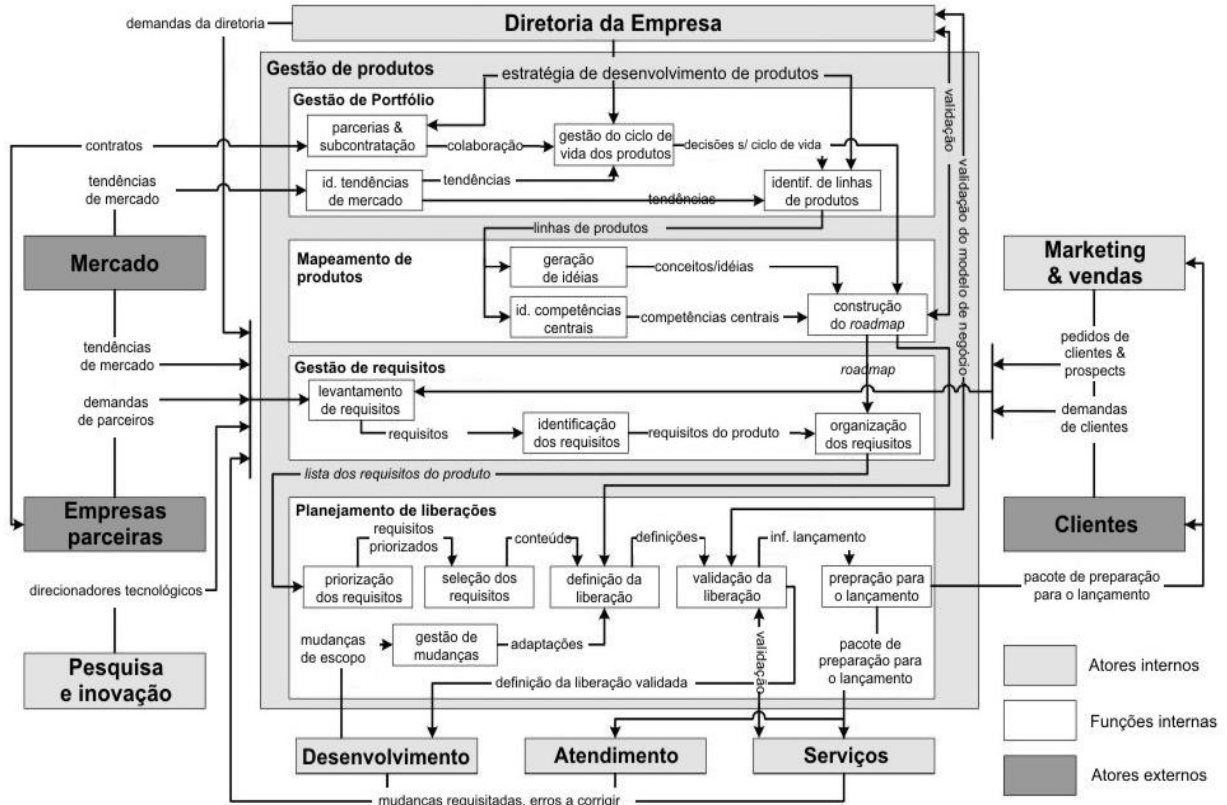 demandas da diretoria
Diretoria da Empresa
Gestão de produtos
estratégia de desenvolvimento de produtos
Gestão de Portfólio
parcerias &
subcontratação
colaboração
gestão do ciclo de
vida dos produtos
decisões s/ ciclo de vida
contratos
tendências
de mercado
id. tendências
de mercado
tendências
tendências
identif. de linhas
de produtos
validação
validação do modelo de negócio
linhas de produtos
Mercado
Mapeamento de
produtos
geração
de idéias
conceitos/idéias
id. competências
centrais
competências centrais
construção
do roadmap
Marketing
& vendas
tendências
de mercado
pedidos de
clientes &
prospects
Gestão de requisitos
roadmap
levantamento
de requisitos
demandas
de parceiros
demandas
de clientes
requisitos
identificação
dos requisitos
requisitos do produto
organização
dos reqiusitos
lista dos requisitos do produto
Empresas
parceiras
Clientes
Planejamento de liberações
requisitos
priorizados
conteúdo
definições
inf. lançamento
priorização
dos requisitos
seleção dos
requisitos
definição da
liberação
validação da
liberação
prepração para
o lançamento
direcionadores tecnológicos
pacote de preparação
para o lançamento
mudanças
de escopo
gestão de
mudanças
adaptações
validação
pacote de
preparação para
o lançamento
Pesquisa
e inovação
definição da liberação validada
Atores internos
Funções internas
Atores externos
Desenvolvimento
Atendimento
Serviços
mudanças requisitadas, erros a corrigir